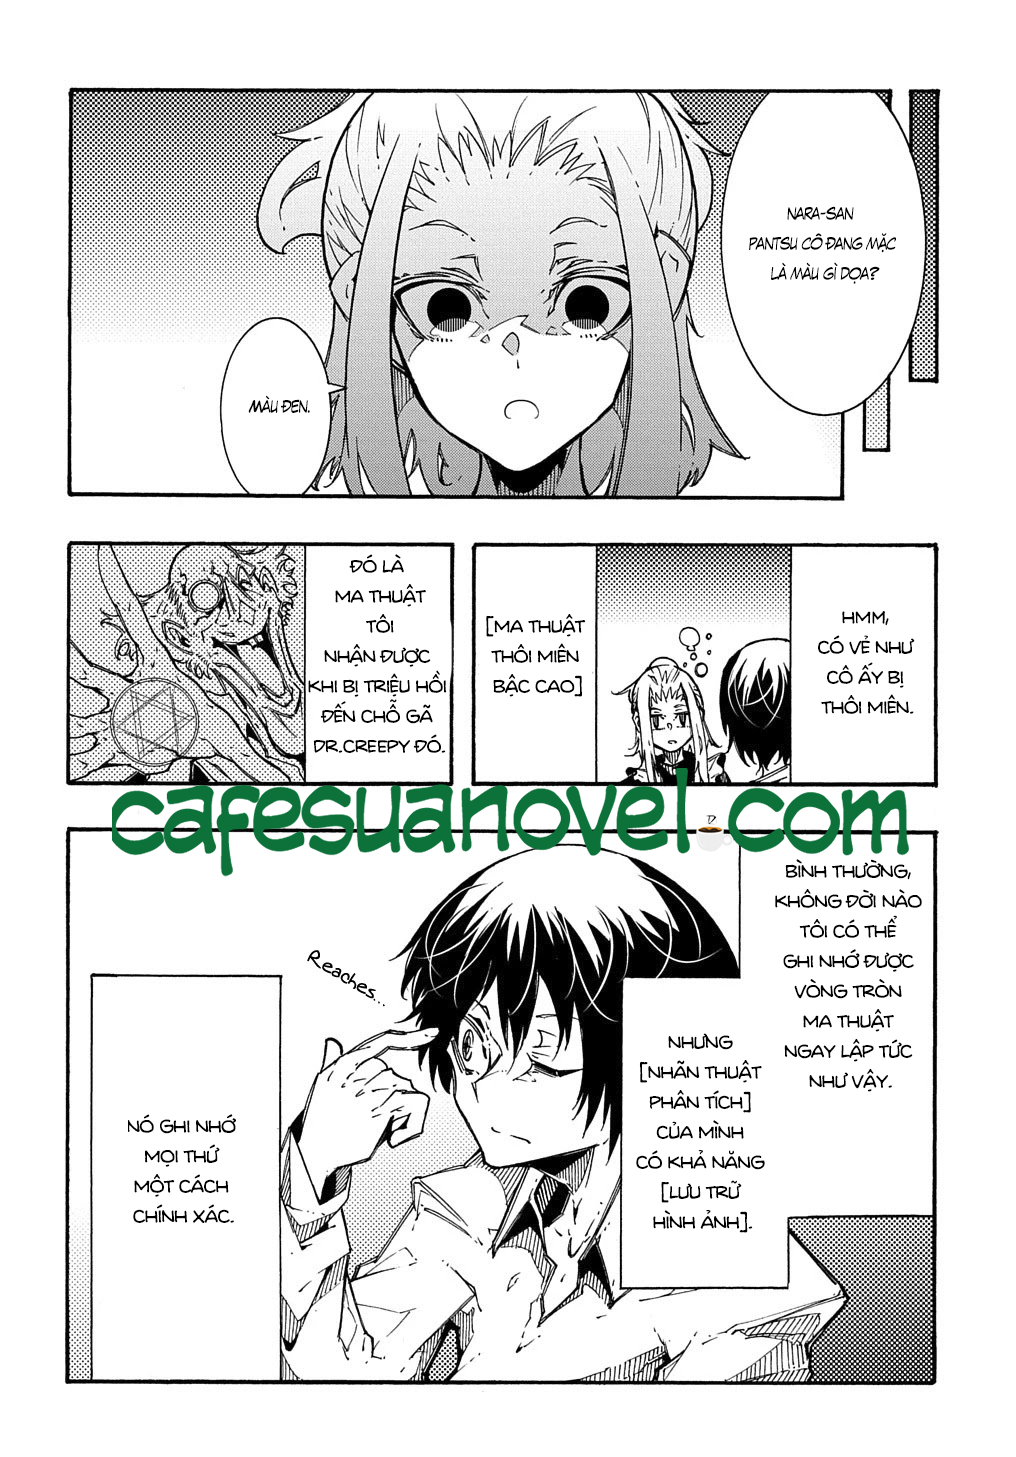 NARA-SAN
PANTSU CÔ ĐANG MẶC
LÀ MÀU GÌ DỌA?
MÀU ĐEN.
HMM,
CÓ VẺ NHƯ
CÔ ẤY BỊ
THÔI MIÊN.
[MA THUẬT
THÔI MIÊN
BẬC CAO]
ĐÓ LÀ
MA THUẬT
TÔI
NHẬN ĐƯỢC
KHI BỊ TRIỆU HỒI
ĐẾN CHỖ GÃ
DR.CREEPY ĐÓ.
cafesuanovel.com
BÌNH THƯỜNG,
KHÔNG ĐỜI NÀO
TÔI CÓ THỂ
GHI NHỚ ĐƯỢC
VÒNG TRÒN
MA THUẬT
NGAY LẬP TỨC
NHƯ VẬY.
NHƯNG
[NHÃN THUẬT
PHÂN TÍCH]
CỦA MÌNH
CÓ KHẢ NĂNG
[LƯU TRỮ
HÌNH ẢNH].
Reaches...
NÓ GHI NHỚ
MỌI THỨ
MỘT CÁCH
CHÍNH XÁC.